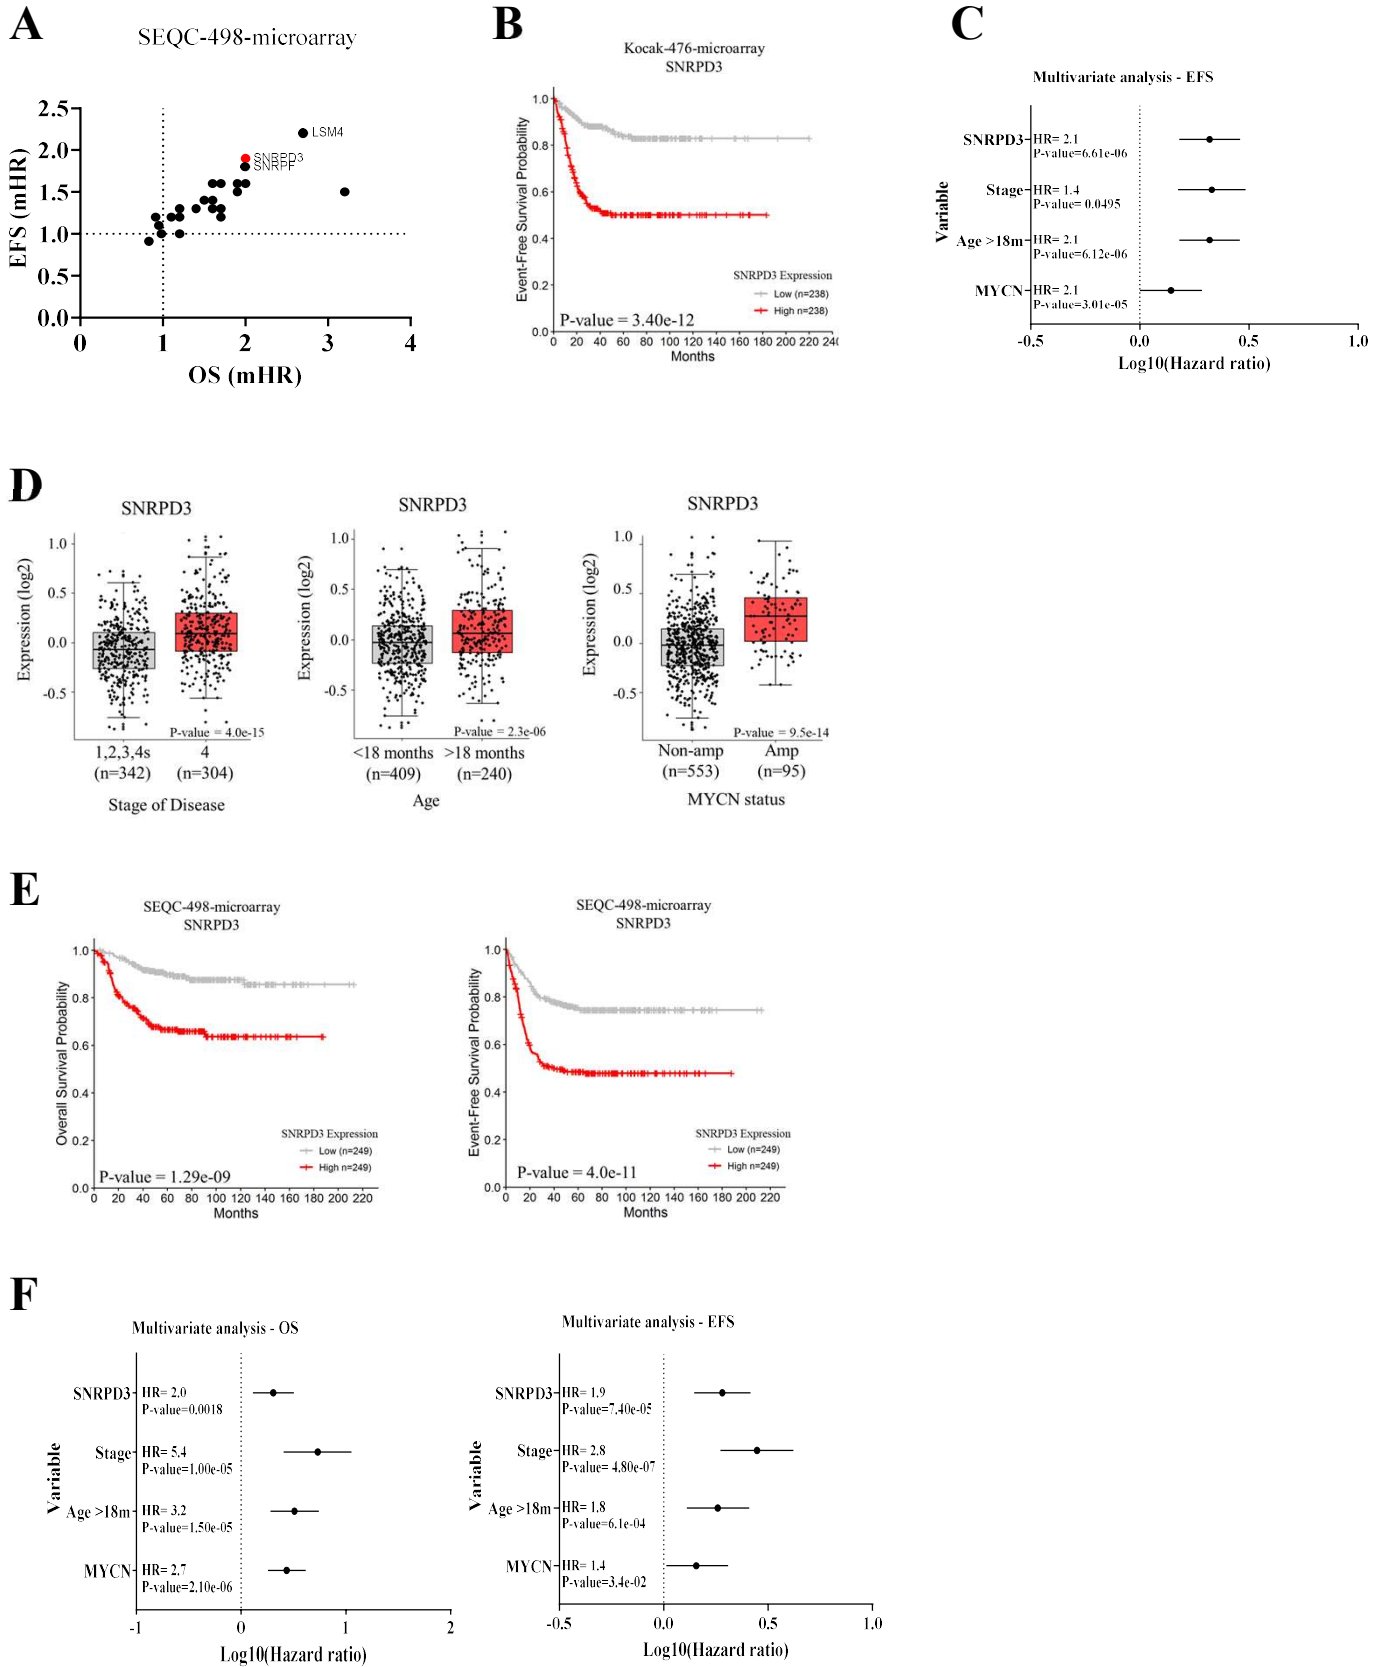 A
SEQC-498-microarray
EFS (mHR)
2.5
2.0
1.5
1.0
0.5
0.0
LSM4
SNRPD3
SNRPF
0 1 2 3 4
OS (mHR)
B
Kocak-476-microarray
SNRPD3
Event-Free Survival Probability
1.0
0.8
0.6
0.4
0.2
0.0
SNRPD3 Expression
Low (n=238)
High n=238)
P-value = 3.40e-12
0 20 40 60 80 100 120 140 160 180 200 220 24
Months
C
Multivariate analysis - EFS
Variable
SNRPD3 HR= 2.1
P-value=6.61e-06
Stage HR= 1.4
P-value= 0.0495
Age >18m HR= 2.1
P-value=6.12e-06
MYCN HR= 2.1
P-value=3.01e-05
-0.5 0.0 0.5 1.0
Log10(Hazard ratio)
D
SNRPD3
Expression (log2)
1.0
0.5
0.0
-0.5
P-value = 4.0e-15
1,2,3,4s 4
(n=342) (n=304)
Stage of Disease
SNRPD3
Expression (log2)
1.0
0.5
0.0
-0.5
P-value = 2.3e-06
<18 months >18 months
(n=409) (n=240)
Age
SNRPD3
Expression (log2)
1.0
0.5
0.0
-0.5
P-value = 9.5e-14
Non-amp Amp
(n=553) (n=95)
MYCN status
E
SEQC-498-microarray
SNRPD3
Overall Survival Probability
1.0
0.8
0.6
0.4
0.2
0.0
SNRPD3 Expression
Low (n=249)
High n=249)
P-value = 1.29e-09
0 20 40 60 80 100 120 140 160 180 200 220
Months
SEQC-498-microarray
SNRPD3
Event-Free Survival Probability
1.0
0.8
0.6
0.4
0.2
0.0
SNRPD3 Expression
Low (n=249)
High n=249)
P-value = 4.0e-11
0 20 40 60 80 100 120 140 160 180 200 220
Months
F
Multivariate analysis - OS
Variable
SNRPD3 HR= 2.0
P-value=0.0018
Stage HR= 5.4
P-value=1.00e-05
Age >18m HR= 3.2
P-value=1.50e-05
MYCN HR= 2.7
P-value=2.10e-06
-1 0 1 2
Log10(Hazard ratio)
Multivariate analysis - EFS
Variable
SNRPD3 HR= 1.9
P-value=7.40e-05
Stage HR= 2.8
P-value= 4.80e-07
Age >18m HR= 1.8
P-value=6.1e-04
MYCN HR= 1.4
P-value=3.4e-02
-0.5 0.0 0.5 1.0
Log10(Hazard ratio)